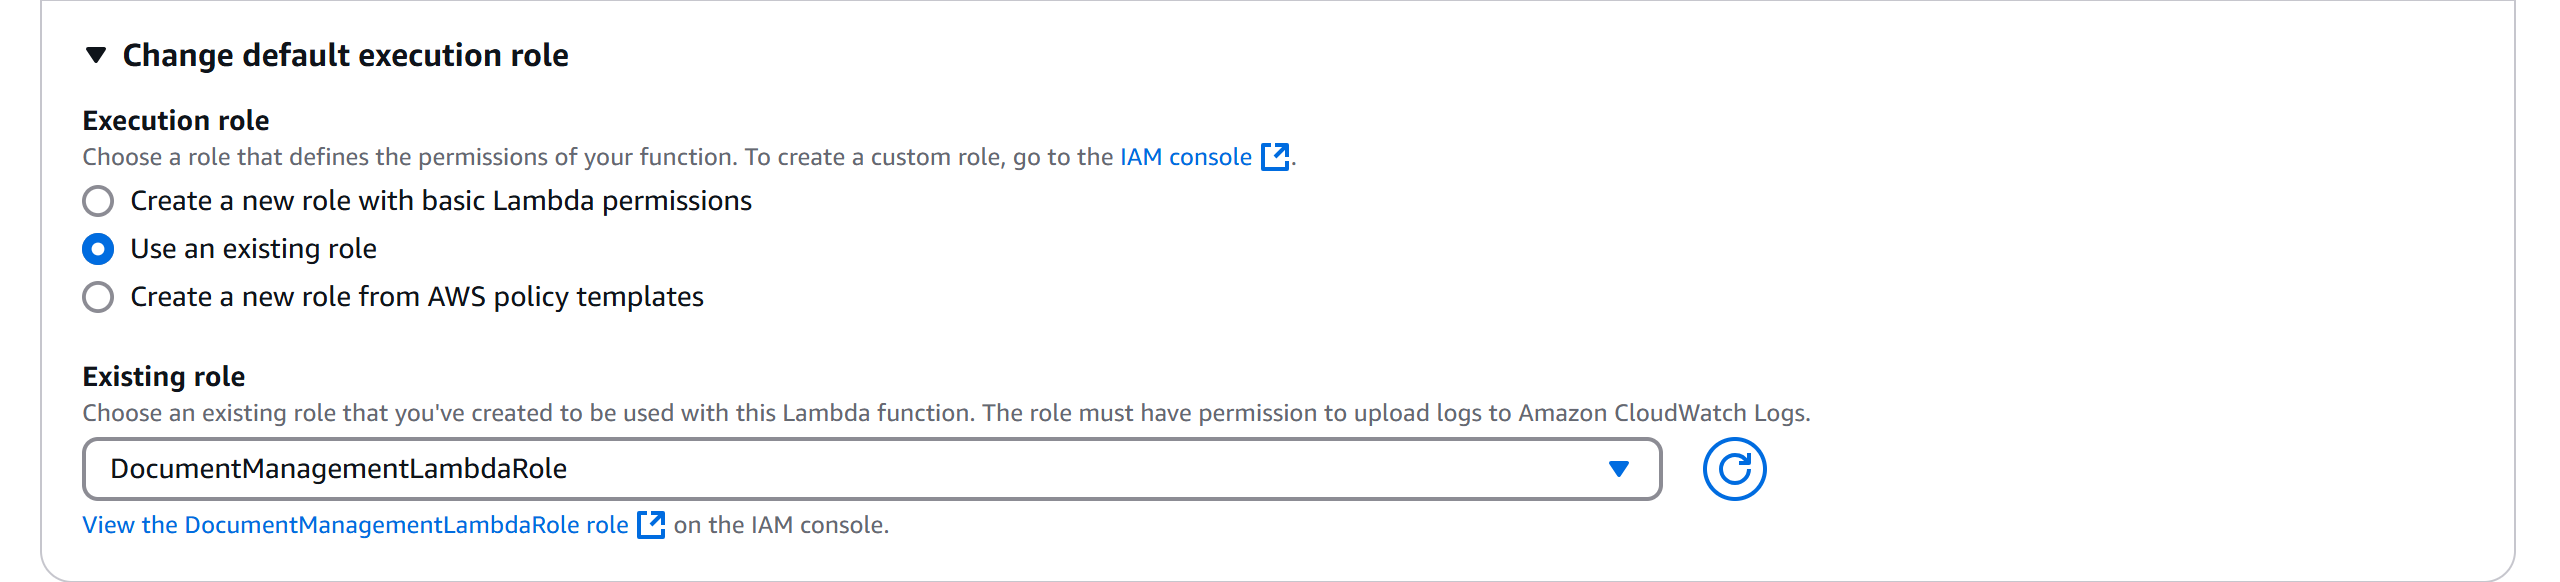 Change default execution role
Execution role
Choose a role that defines the permissions of your function. To create a custom role, go to the IAM console.
Create a new role with basic Lambda permissions
Use an existing role
Create a new role from AWS policy templates
Existing role
Choose an existing role that you've created to be used with this Lambda function. The role must have permission to upload logs to Amazon CloudWatch Logs.
DocumentManagementLambdaRole
View the DocumentManagementLambdaRole role on the IAM console.